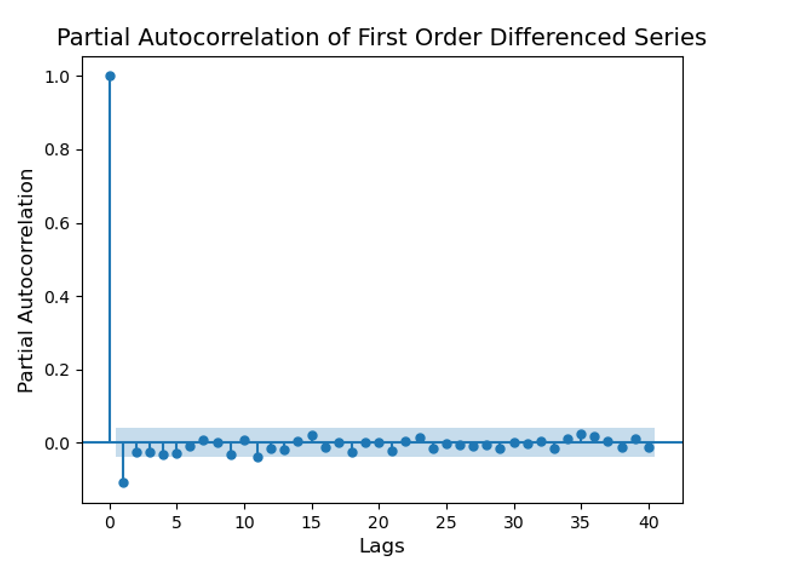 Partial Autocorrelation of First Order Differenced Series
1.0
0.8
0.6
0.4
0.2
0.0
Partial Autocorrelation
0 5 10 15 20 25 30 35 40
Lags